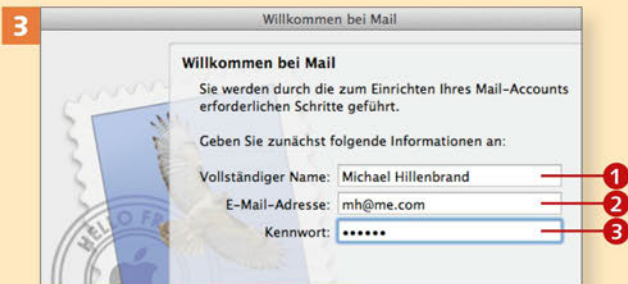 3
Willkommen bei Mail
Willkommen bei Mail
Sie werden durch die zum Einrichten Ihres Mail-Accounts
erforderlichen Schritte geführt.
Geben Sie zunächst folgende Informationen an:
Vollständiger Name: Michael Hillenbrand 1
E-Mail-Adresse: mh@me.com 2
Kennwort: •••••• 3
HELLO FR